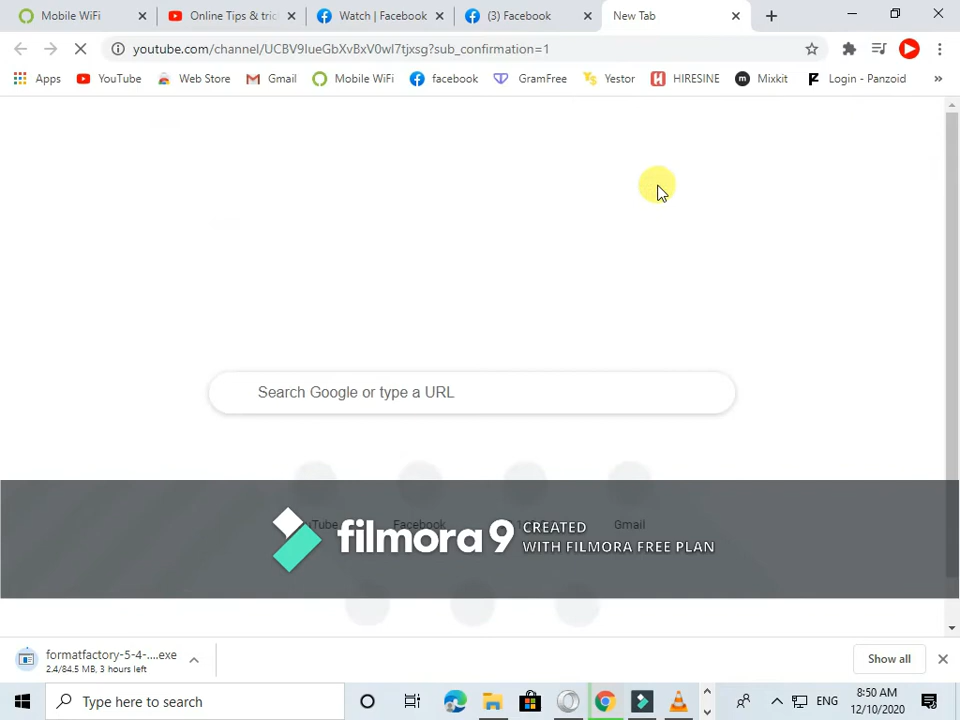 Mobile WiFi
Online Tips & tric
Watch | Facebook
(3) Facebook
New Tab
youtube.com/channel/UCBV9IueGbXvBxV0wI7tjxsg?sub_confirmation=1
Apps
YouTube
Web Store
Gmail
Mobile WiFi
facebook
GramFree
Yestor
HIRESINE
Mixkit
Login - Panzoid
»
Search Google or type a URL
Facebook
Gmail
filmora 9 CREATED
WITH FILMORA FREE PLAN
formatfactory-5-4-....exe
2.4/84.5 MB, 3 hours left
Show all
Type here to search
ENG
8:50 AM
12/10/2020